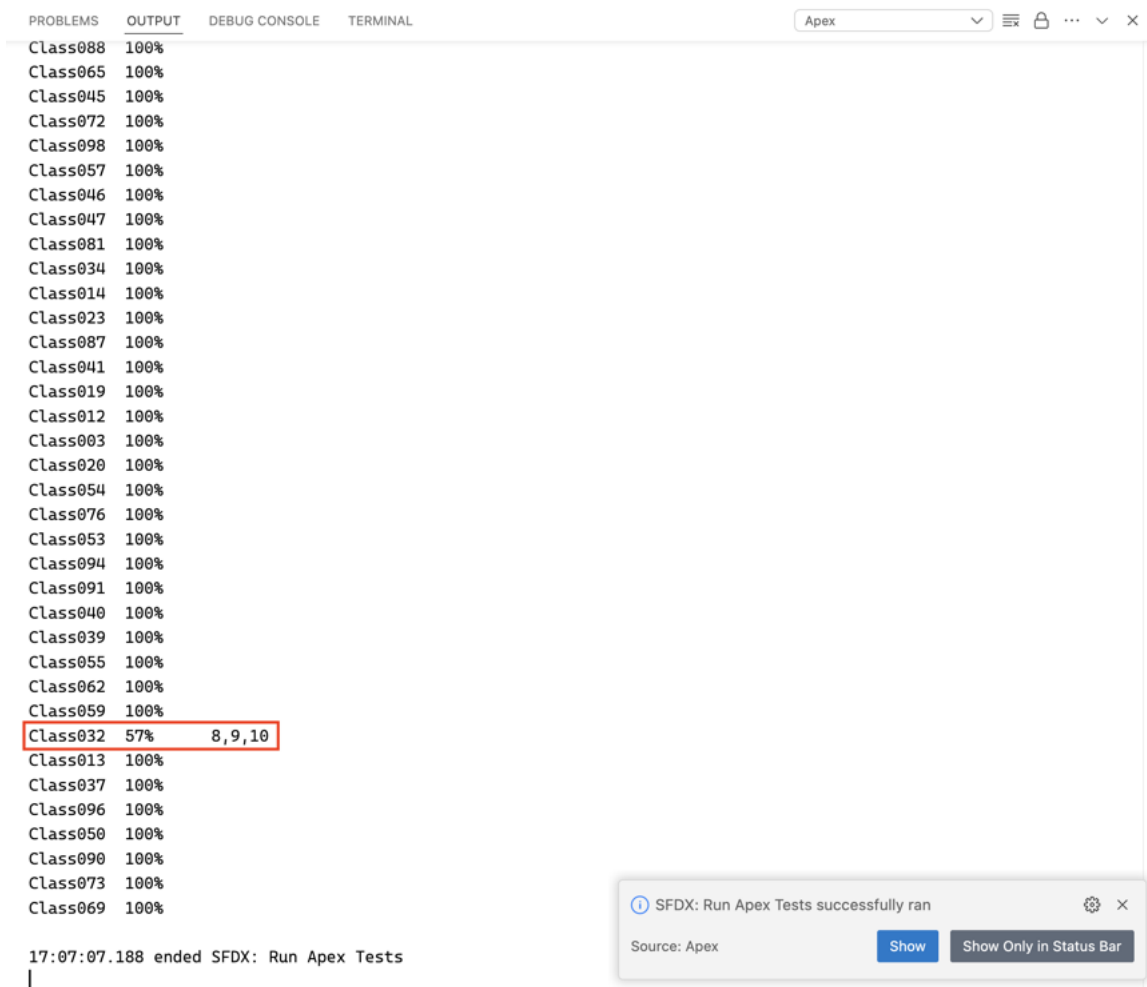 PROBLEMS OUTPUT DEBUG CONSOLE TERMINAL Apex
Class088 100%
Class065 100%
Class045 100%
Class072 100%
Class098 100%
Class057 100%
Class046 100%
Class047 100%
Class081 100%
Class034 100%
Class014 100%
Class023 100%
Class087 100%
Class041 100%
Class019 100%
Class012 100%
Class003 100%
Class020 100%
Class054 100%
Class076 100%
Class053 100%
Class094 100%
Class091 100%
Class040 100%
Class039 100%
Class055 100%
Class062 100%
Class059 100%
Class032 57% 8,9,10
Class013 100%
Class037 100%
Class096 100%
Class050 100%
Class090 100%
Class073 100%
Class069 100%
17:07:07.188 ended SFDX: Run Apex Tests
SFDX: Run Apex Tests successfully ran
Source: Apex Show Show Only in Status Bar